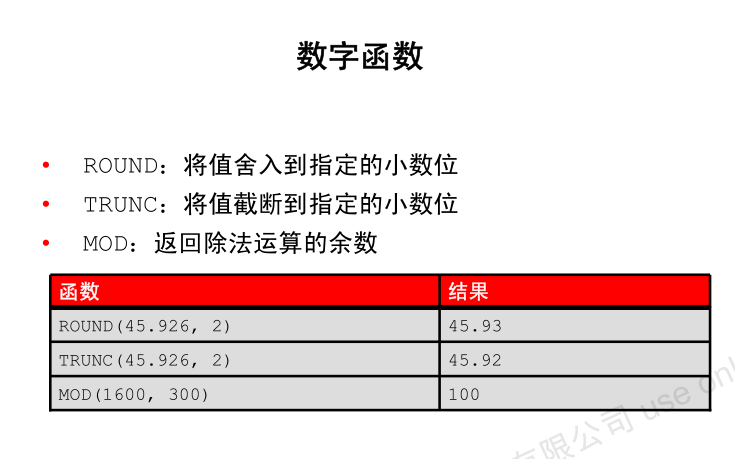 数字函数
• ROUND：将值舍入到指定的小数位
• TRUNC：将值截断到指定的小数位
• MOD：返回除法运算的余数
函数 结果
ROUND(45.926, 2) 45.93
TRUNC(45.926, 2) 45.92
MOD(1600, 300) 100
有限公司 use onl